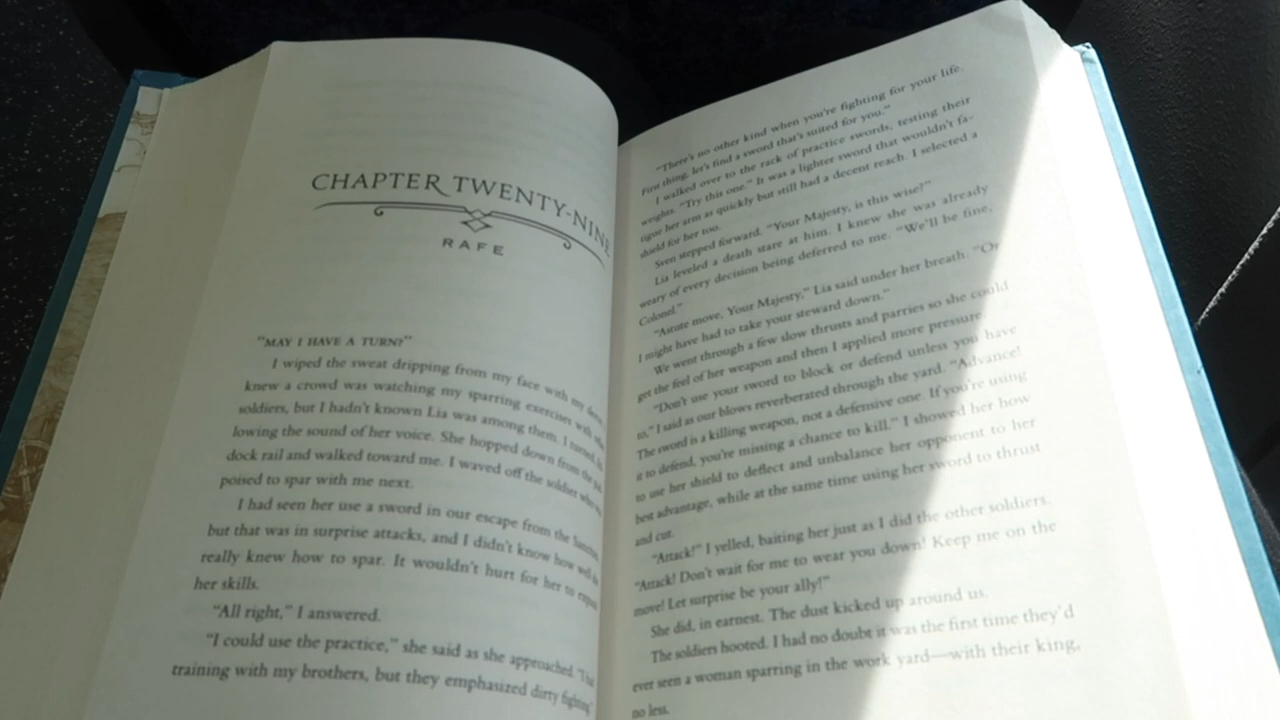 CHAPTER TWENTY-NINE
RAFE
"MAY I HAVE A TURN?"
I wiped the sweat dripping from my face with my
knew a crowd was watching my sparring exercises with
soldiers, but I hadn't known Lia was among them. I turned,
lowing the sound of her voice. She hopped down from the
dock rail and walked toward me. I waved off the soldier who
poised to spar with me next.
I had seen her use a sword in our escape from the
but that was in surprise attacks, and I didn't know how well
really knew how to spar. It wouldn't hurt for her to
her skills.
"All right," I answered.
"I could use the practice," she said as she approached.
training with my brothers, but they emphasized dirty fighting"
"There's no other kind when you're fighting for your life.
First thing, let's find a sword that's suited for you."
I walked over to the rack of practice swords, testing their
weights. "Try this one." It was a lighter sword that wouldn't fa-
tigue her arm as quickly but still had a decent reach. I selected a
shield for her too.
Sven stepped forward. "Your Majesty, is this wise?"
Lia leveled a death stare at him. I knew she was already
weary of every decision being deferred to me. "We'll be fine,
Colonel."
"Astute move, Your Majesty," Lia said under her breath. "Or
I might have had to take your steward down."
We went through a few slow thrusts and parries so she could
get the feel of her weapon and then I applied more pressure.
"Don't use your sword to block or defend unless you have
to," I said as our blows reverberated through the yard. "Advance!
The sword is a killing weapon, not a defensive one. If you're using
it to defend, you're missing a chance to kill." I showed her how
to use her shield to deflect and unbalance her opponent to her
best advantage, while at the same time using her sword to thrust
and cut.
"Attack!" I yelled, baiting her just as I did the other soldiers.
"Attack! Don't wait for me to wear you down! Keep me on the
move! Let surprise be your ally!"
She did, in earnest. The dust kicked up around us.
The soldiers hooted. I had no doubt it was the first time they'd
ever seen a woman sparring in the work yard—with their king,
no less.